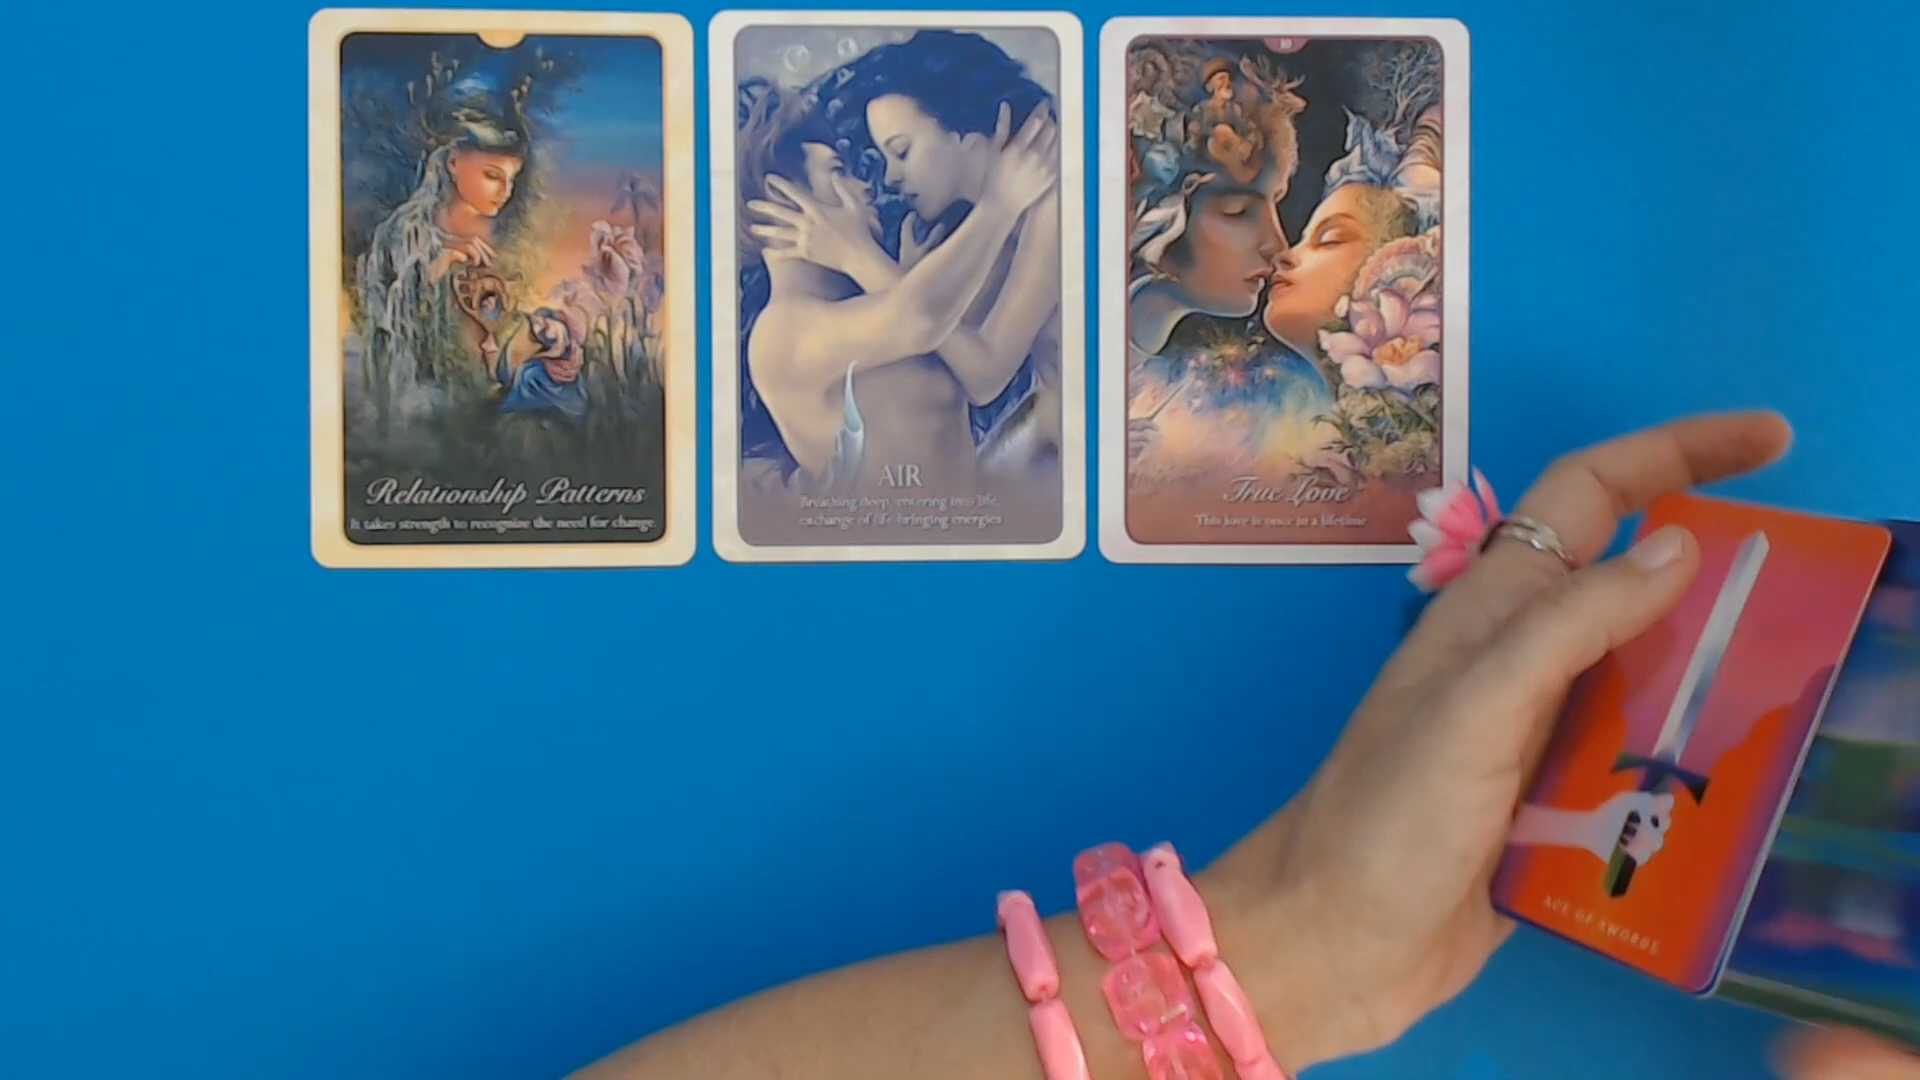 Relationship Patterns
It takes strength to recognize the need for change.
AIR
Breathing deep, entering into life,
exchange of life bringing energies
10
True Love
This love is once in a lifetime
ACE OF SWORDS